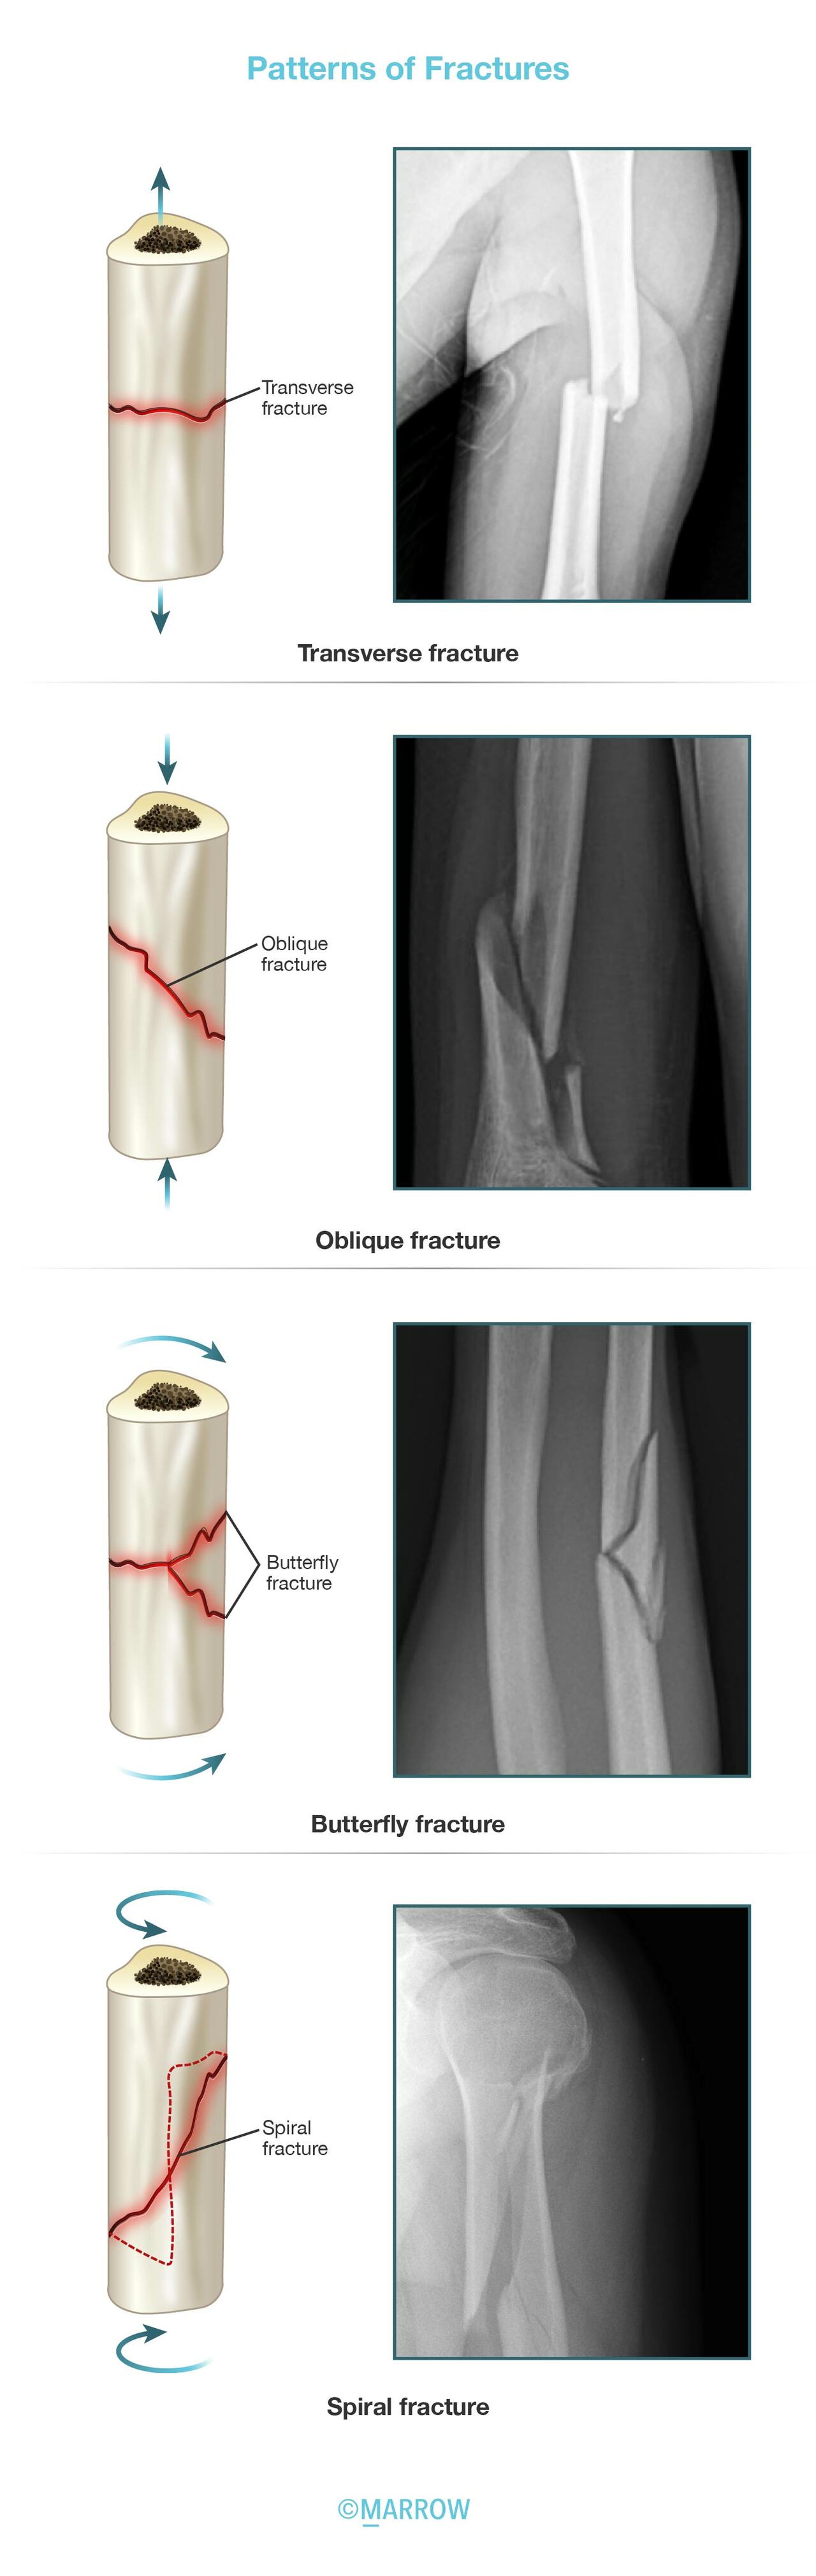 Patterns of Fractures
Transverse
fracture
Transverse fracture
Oblique
fracture
Oblique fracture
Butterfly
fracture
Butterfly fracture
Spiral
fracture
Spiral fracture
©MARROW